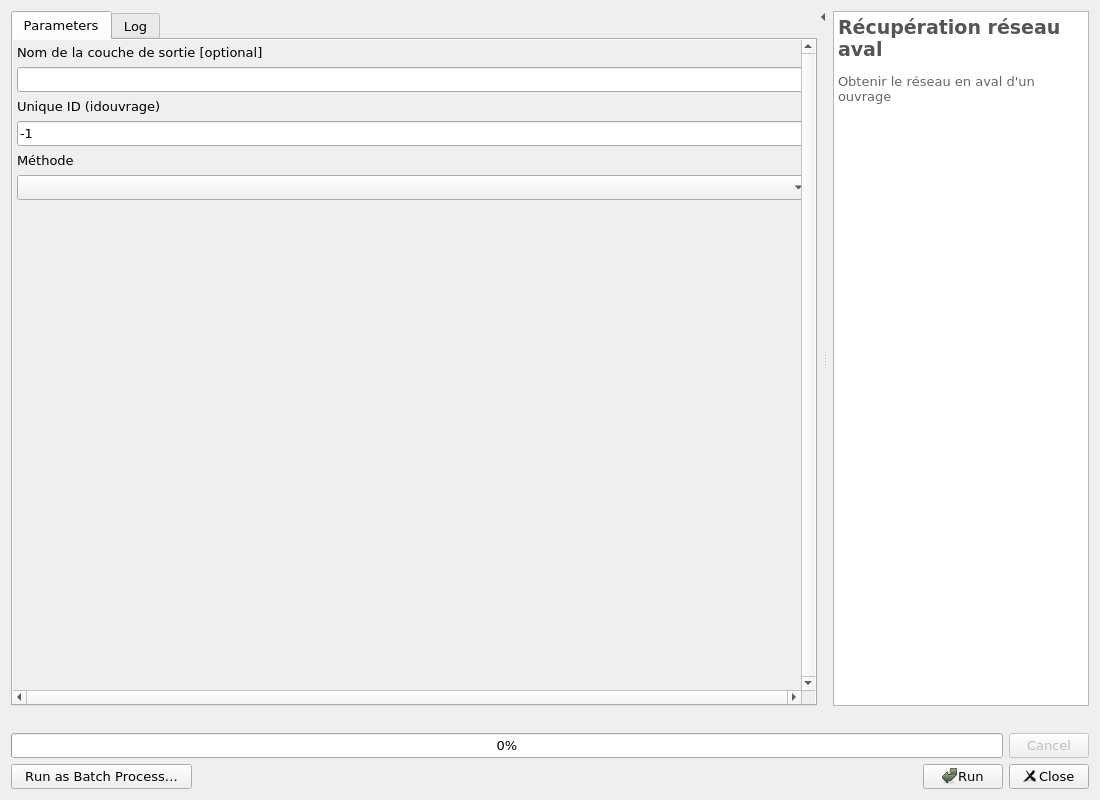 Parameters
Log
Nom de la couche de sortie [optional]
Unique ID (idouvrage)
-1
Méthode
Récupération réseau
aval
Obtenir le réseau en aval d'un
ouvrage
0%
Cancel
Run as Batch Process…
Run
Close